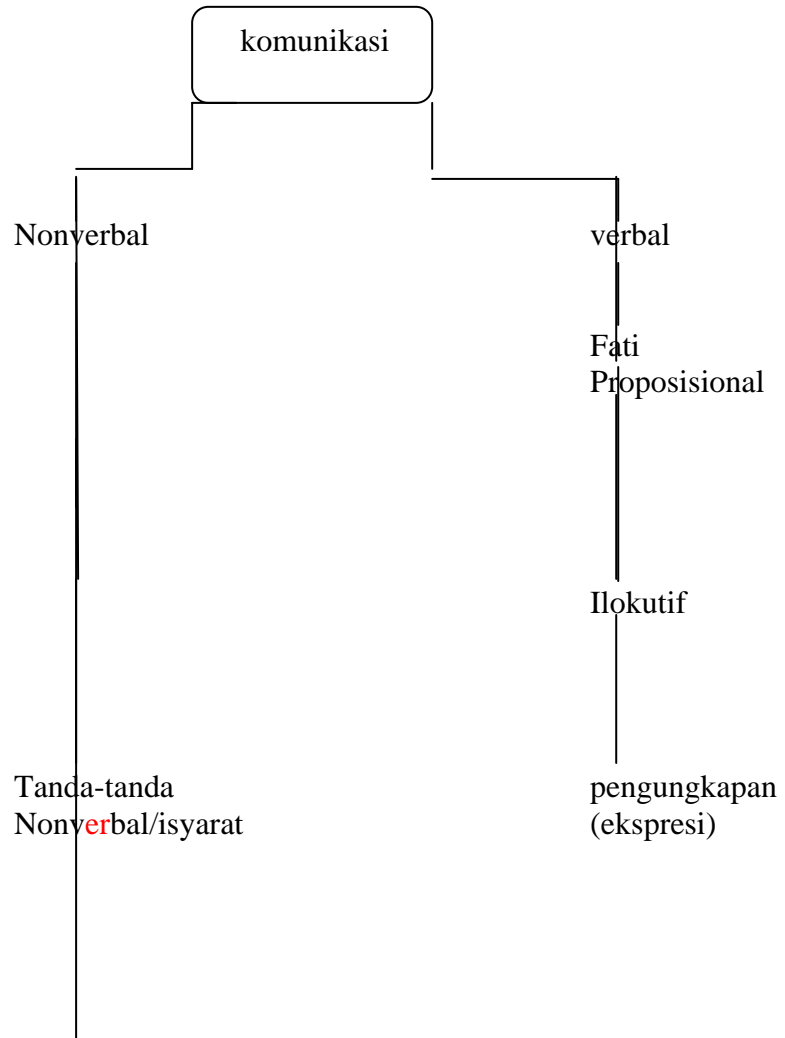 komunikasi
Nonverbal
verbal
Fati
Proposisional
Ilokutif
Tanda-tanda
Nonverbal/isyarat
pengungkapan
(ekspresi)